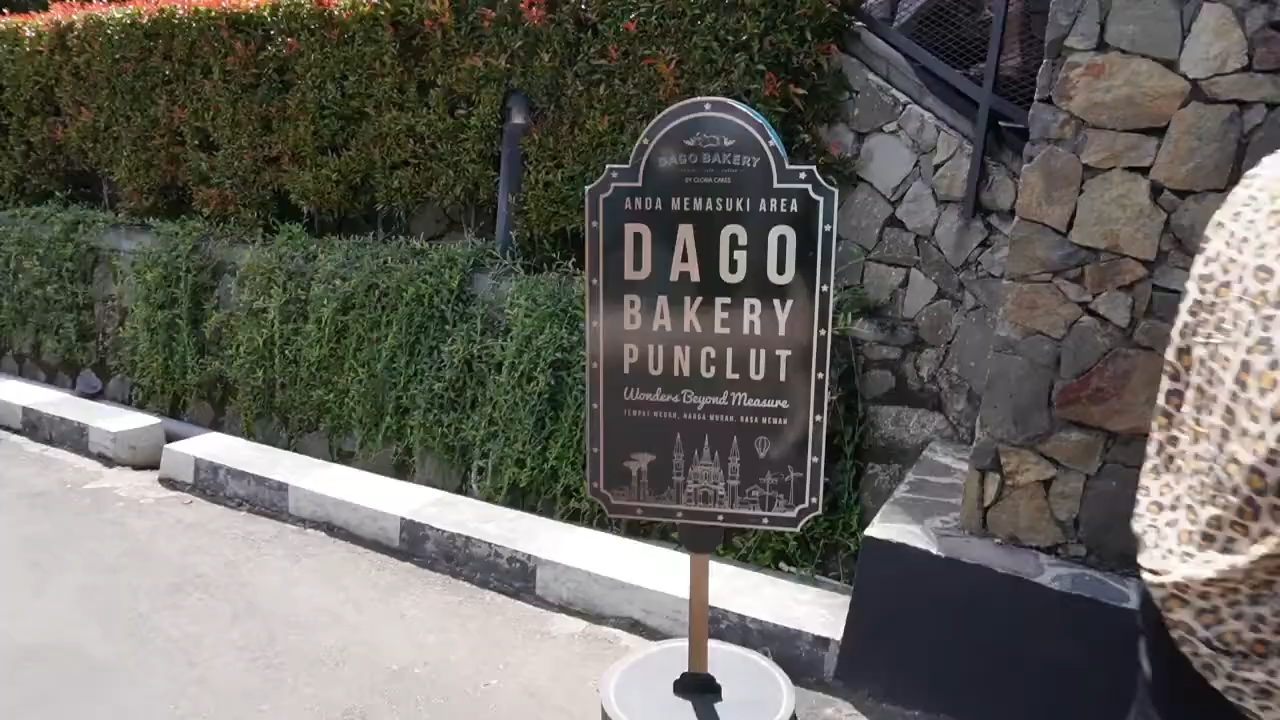 DAGO BAKERY
BY GLORIA CAKES
ANDA MEMASUKI AREA
DAGO
BAKERY
PUNCLUT
Wonders Beyond Measure
TEMPAT MEWAH, HARGA MURAH, RASA MEWAH